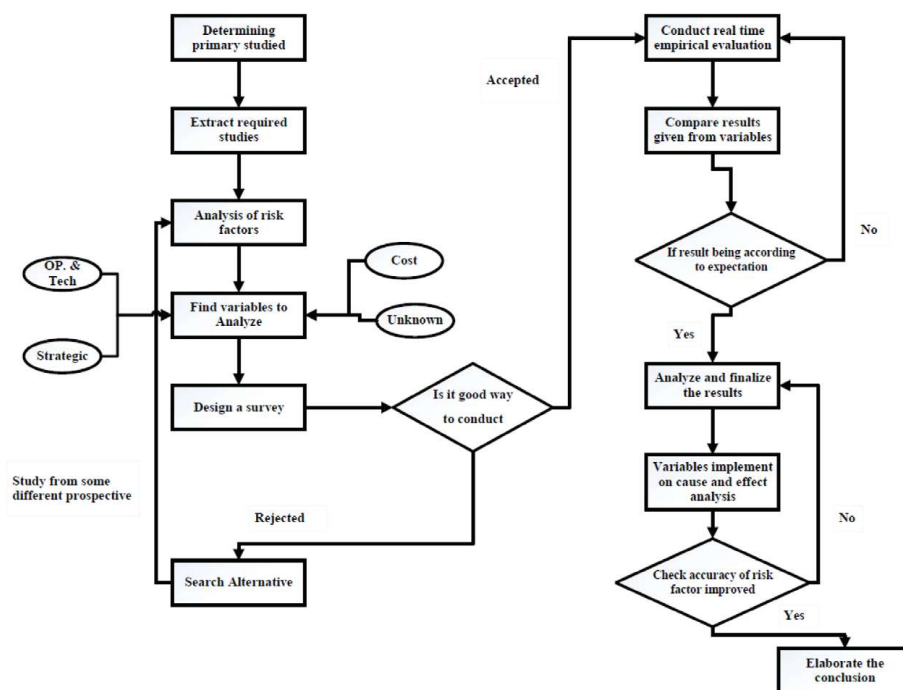 Determining
primary studied
Extract required
studies
Analysis of risk
factors
OP. &
Tech
Strategic
Find variables to
Analyze
Cost
Unknown
Design a survey
Is it good way
to conduct
Study from some
different prospective
Rejected
Search Alternative
Accepted
Conduct real time
empirical evaluation
Compare results
given from variables
If result being according
to expectation
No
Yes
Analyze and finalize
the results
Variables implement
on cause and effect
analysis
No
Check accuracy of risk
factor improved
Yes
Elaborate the
conclusion